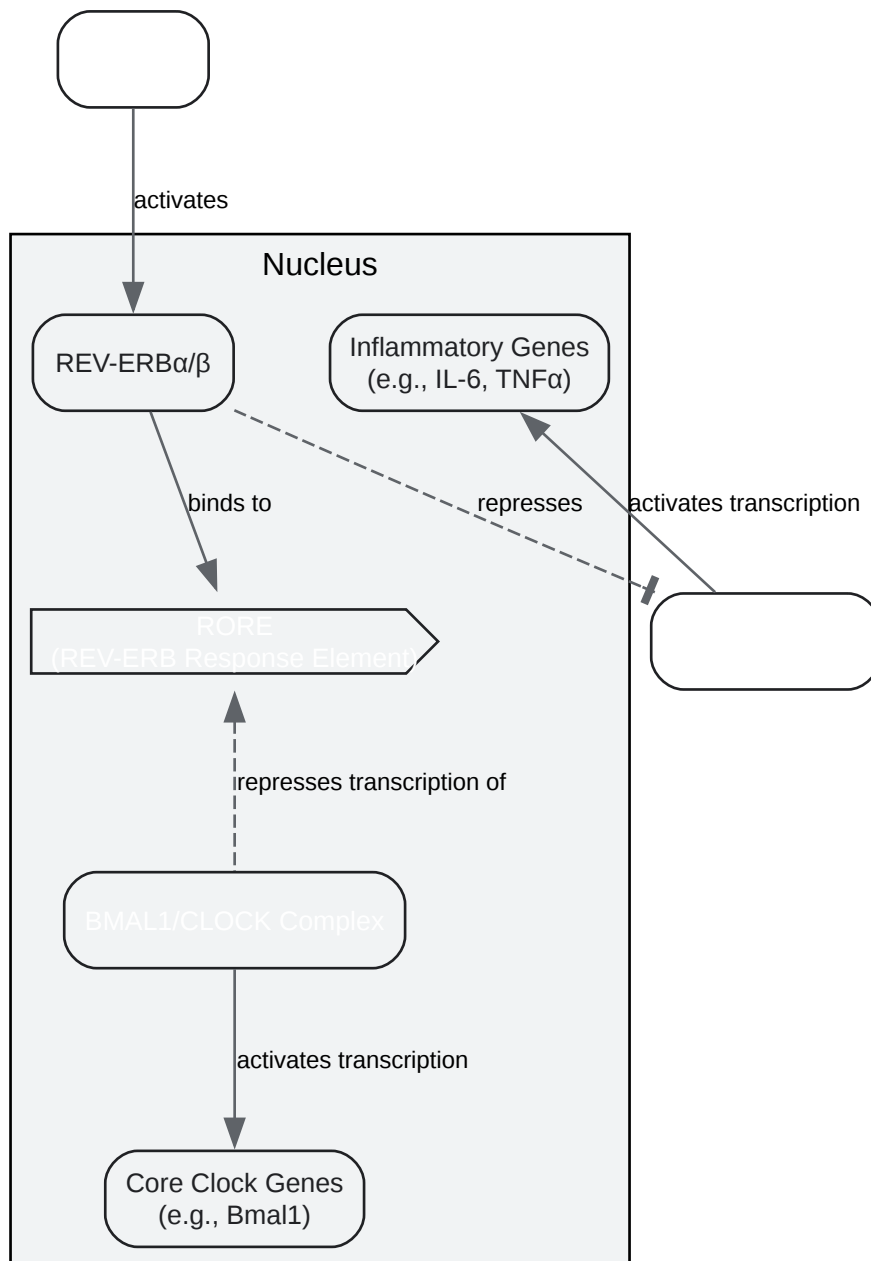 activates
Nucleus
REV-ERBα/β
Inflammatory Genes
(e.g., IL-6, TNFα)
binds to
represses
activates transcription
RORE
(REV-ERB Response Element)
represses transcription of
BMAL1/CLOCK Complex
activates transcription
Core Clock Genes
(e.g., Bmal1)